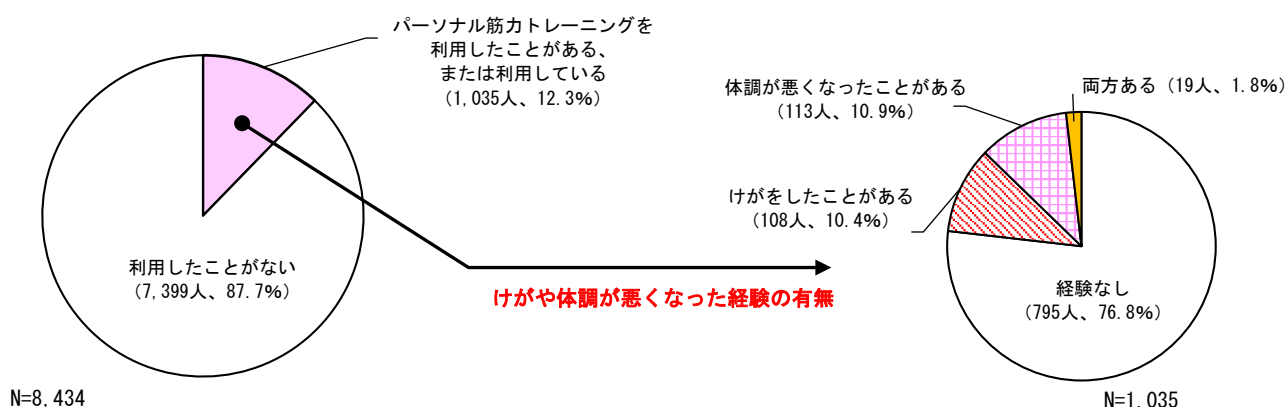 パーソナル筋力トレーニングを
利用したことがある、
または利用している
（1,035人、12.3%）
利用したことがない
（7,399人、87.7%）
N=8,434
けがや体調が悪くなった経験の有無
両方ある（19人、1.8%）
体調が悪くなったことがある
（113人、10.9%）
けがをしたことがある
（108人、10.4%）
経験なし
（795人、76.8%）
N=1,035